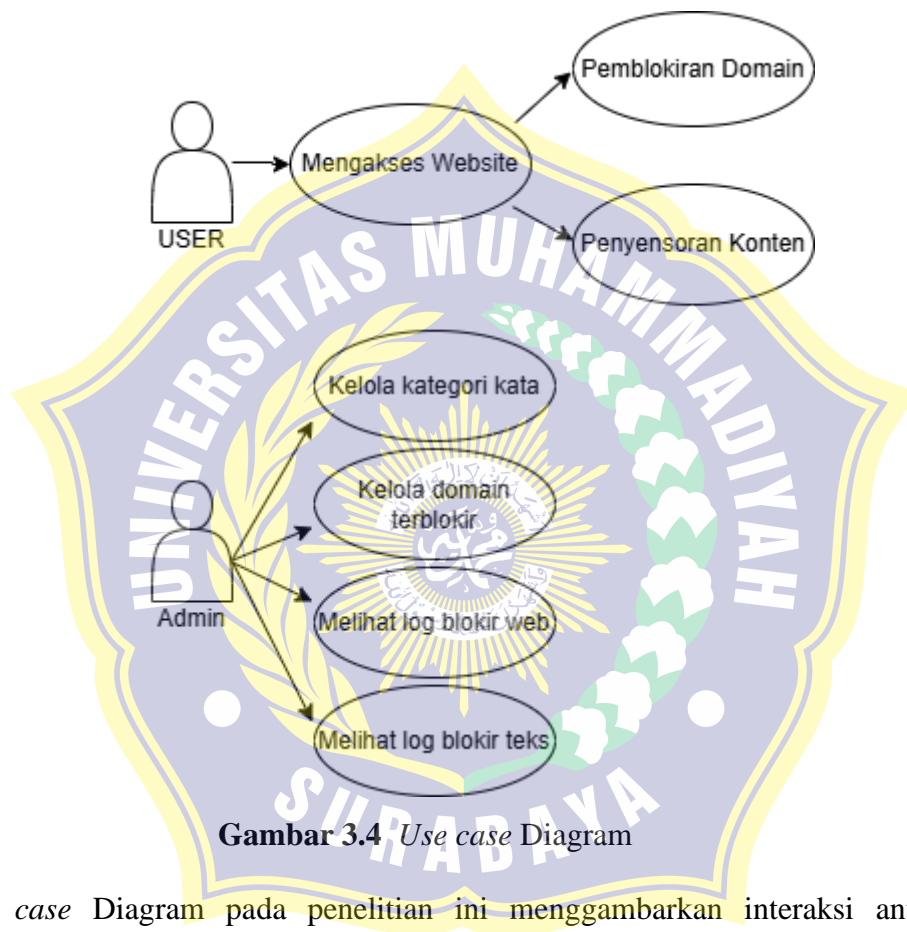 Pemblokiran Domain
Mengakses Website
USER
Penyensoran Konten
UNIVERSITAS MUHAMMADIYAH
Kelola kategori kata
Kelola domain
terblokir
Admin
Melihat log blokir web
Melihat log blokir teks
SURABAYA
Gambar 3.4 Use case Diagram
case Diagram pada penelitian ini menggambarkan interaksi